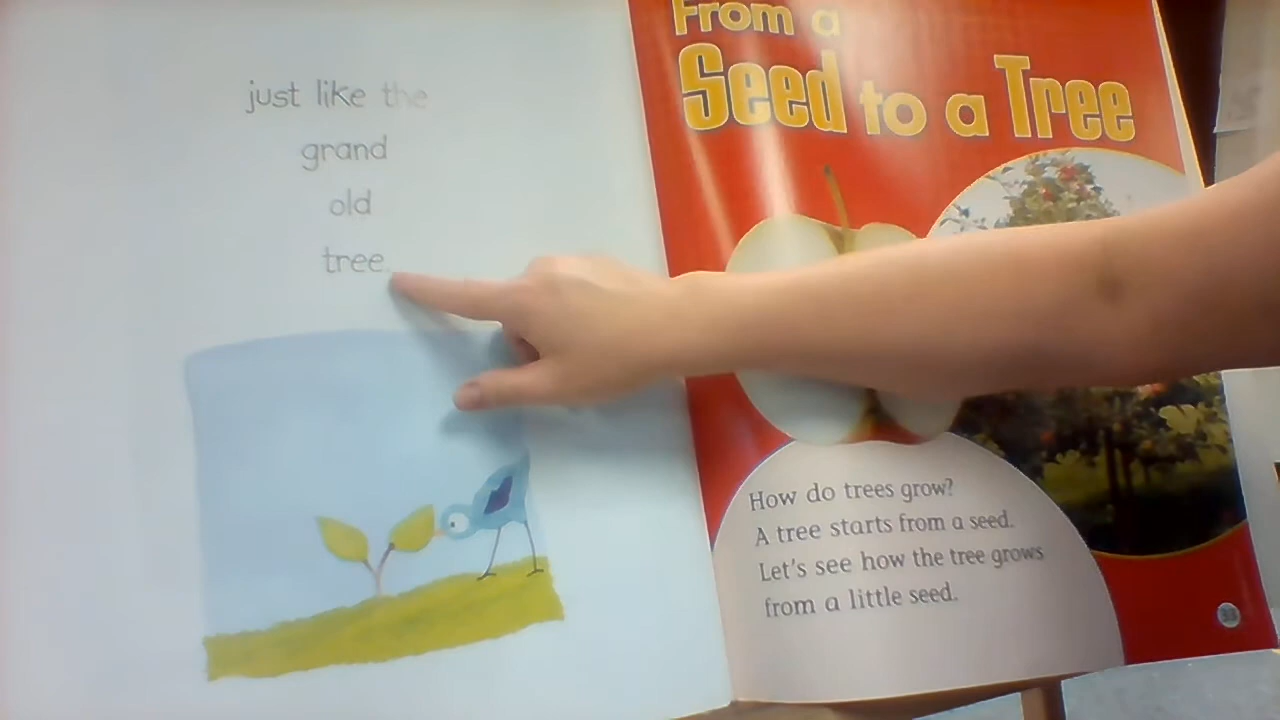 just like the
grand
old
tree.
From a
Seed to a Tree
How do trees grow?
A tree starts from a seed.
Let's see how the tree grows
from a little seed.